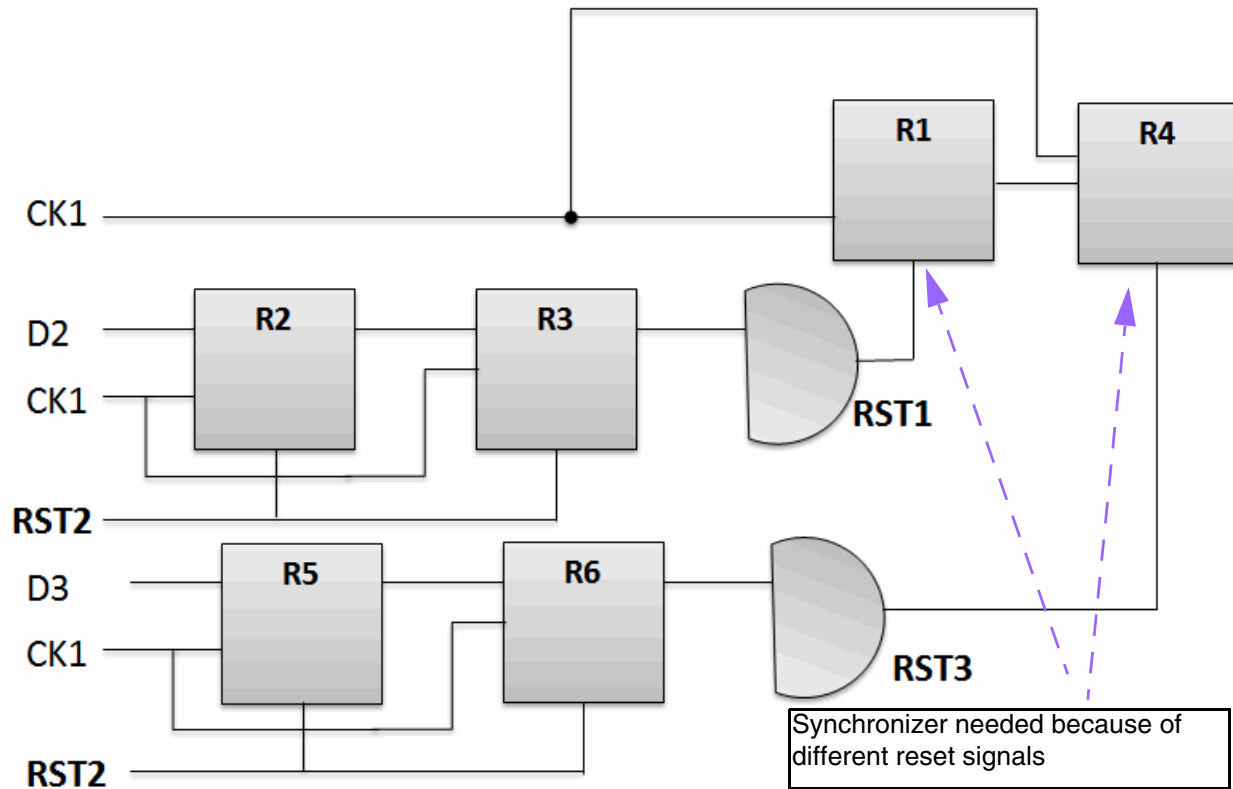 R1
R4
CK1
R2
R3
D2
CK1
RST1
RST2
R5
R6
D3
CK1
RST3
Synchronizer needed because of
different reset signals
RST2